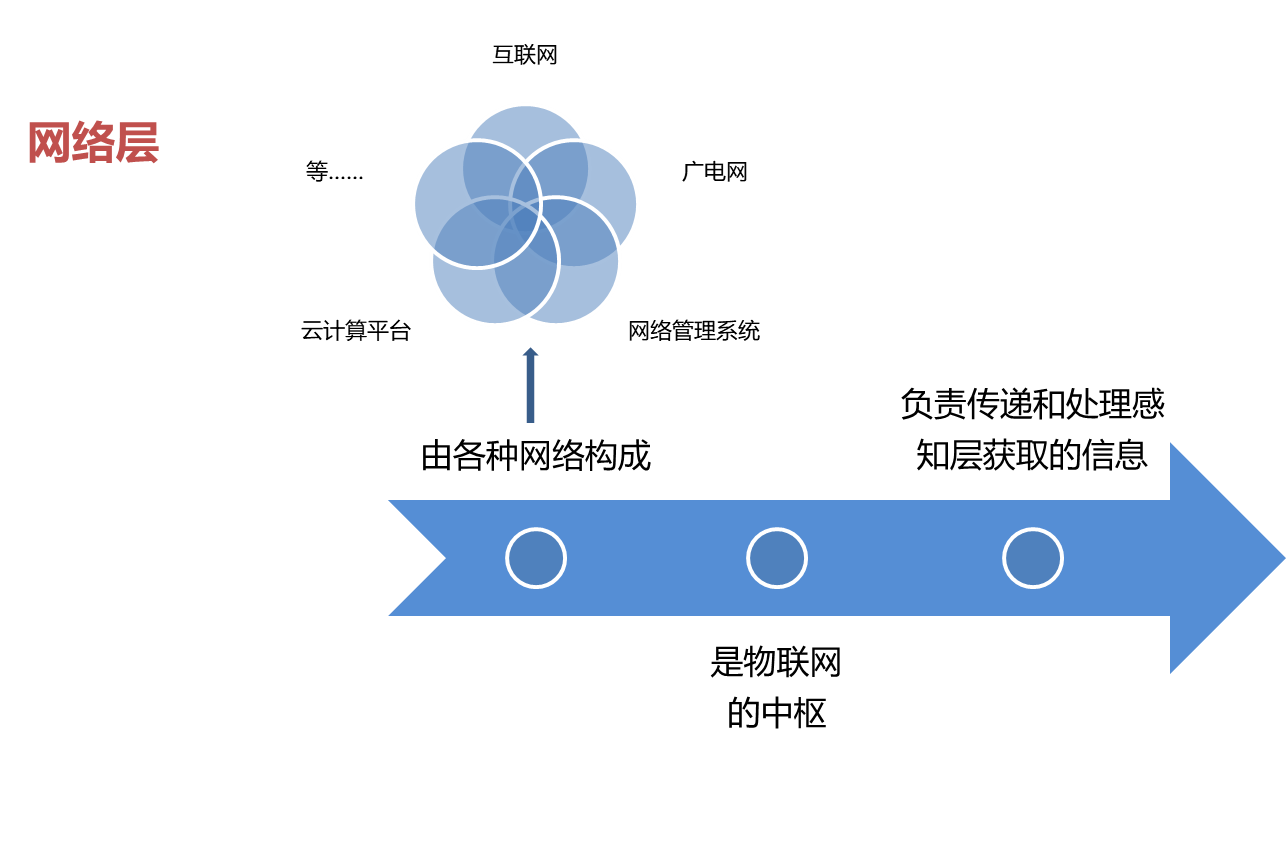 网络层
互联网
等......
广电网
云计算平台
网络管理系统
由各种网络构成
负责传递和处理感
知层获取的信息
是物联网
的中枢